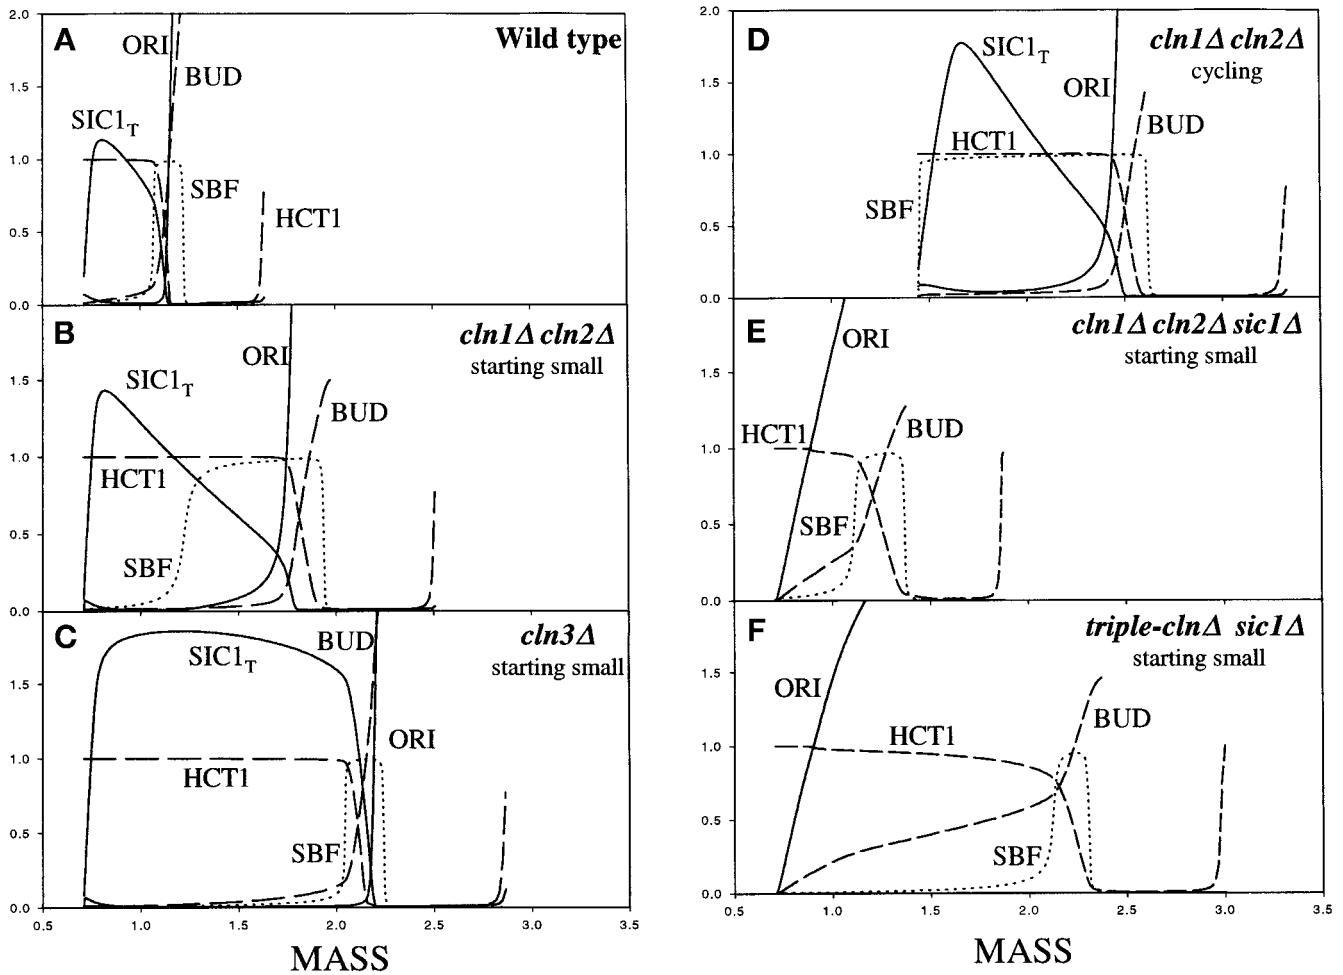 A
Wild type
2.0
1.5
1.0
0.5
0.0
ORI
BUD
SIC1T
SBF
HCT1
B
cln1Δ cln2Δ
starting small
1.5
1.0
0.5
0.0
ORI
SIC1T
BUD
HCT1
SBF
C
cln3Δ
starting small
1.5
1.0
0.5
0.0
BUD
SIC1T
ORI
HCT1
SBF
0.5 1.0 1.5 2.0 2.5 3.0 3.5
MASS
D
cln1Δ cln2Δ
cycling
2.0
1.5
1.0
0.5
0.0
SIC1T
ORI
BUD
HCT1
SBF
E
cln1Δ cln2Δ sic1Δ
starting small
1.5
1.0
0.5
0.0
ORI
HCT1
BUD
SBF
F
triple-clnΔ sic1Δ
starting small
1.5
1.0
0.5
0.0
ORI
BUD
HCT1
SBF
0.5 1.0 1.5 2.0 2.5 3.0 3.5
MASS